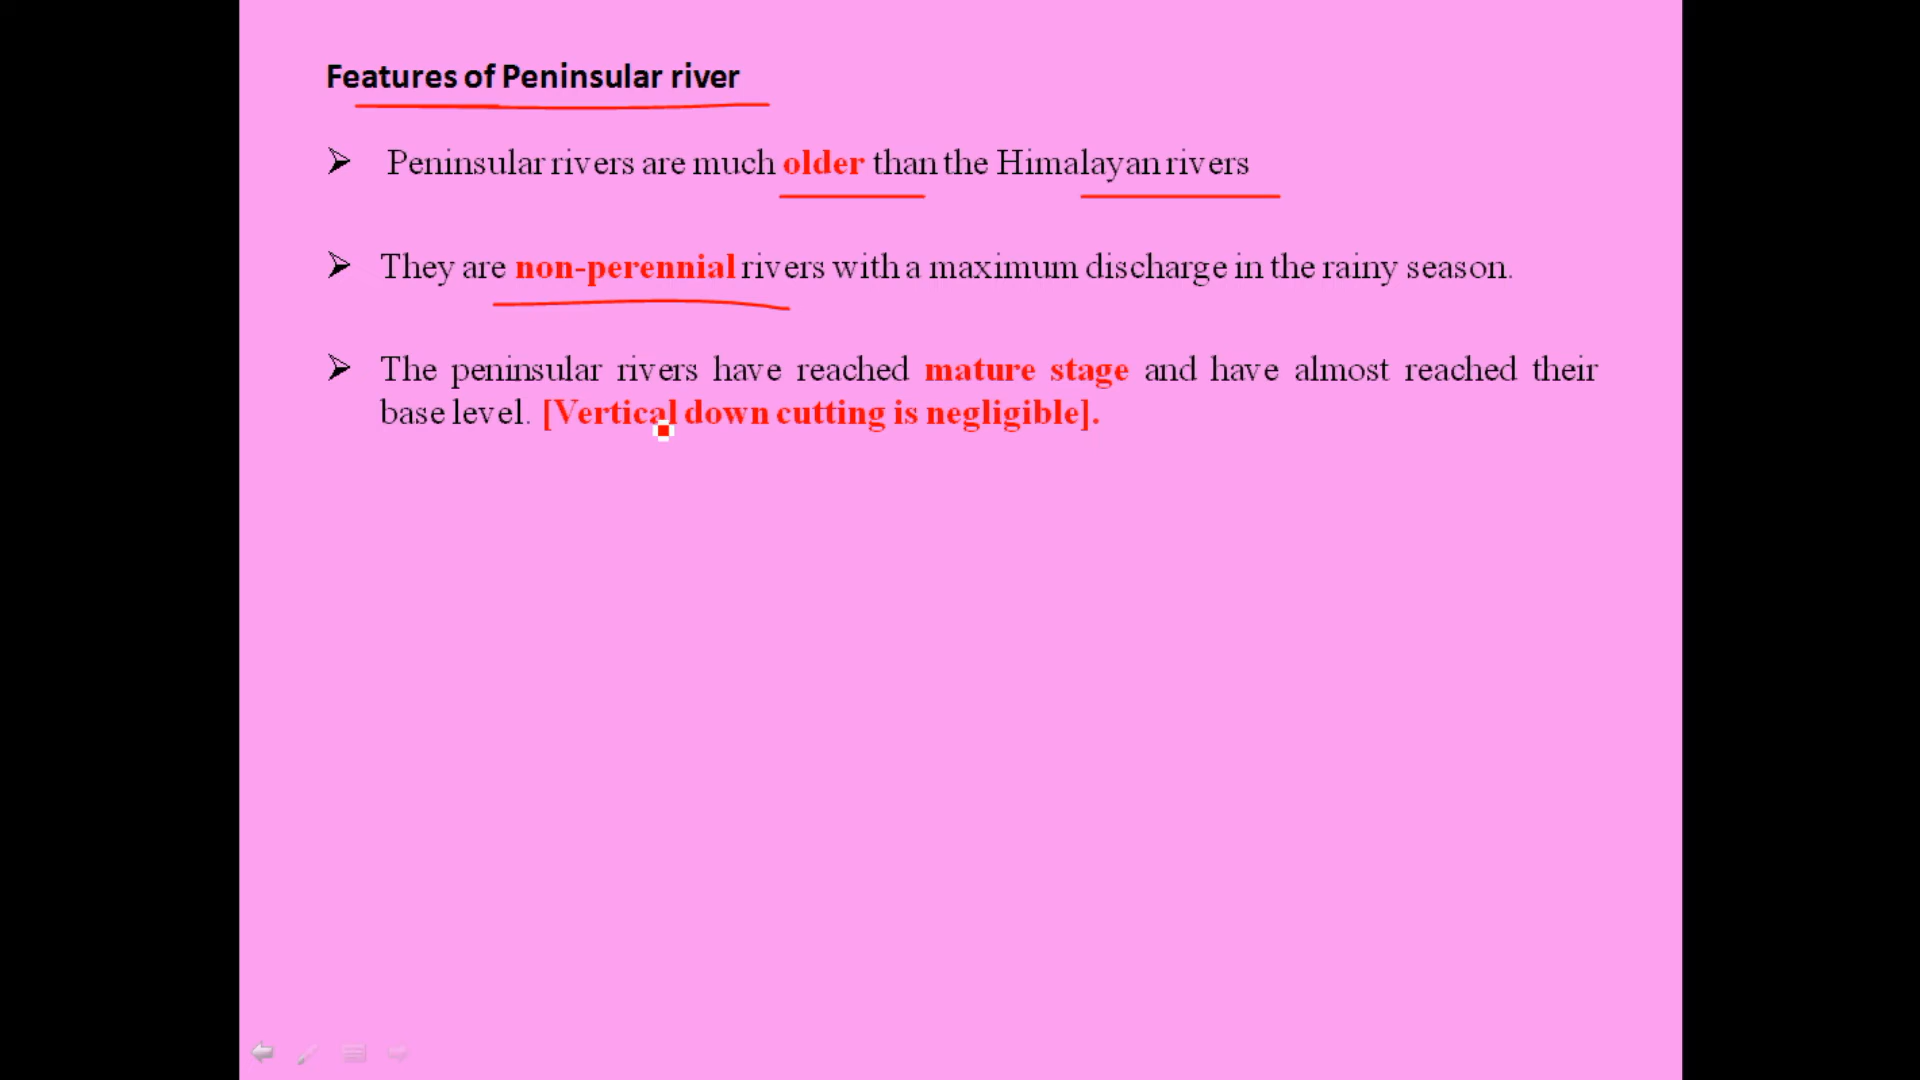 Features of Peninsular river
➢ Peninsular rivers are much older than the Himalayan rivers
➢ They are non-perennial rivers with a maximum discharge in the rainy season.
➢ The peninsular rivers have reached mature stage and have almost reached their
base level. [Vertical down cutting is negligible].